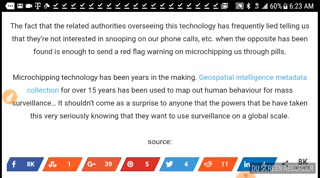 60% 6:23 AM
The fact that the related authorities overseeing this technology has frequently lied telling us
that they're not interested in snooping on our phone calls, etc. when the opposite has been
found is enough to send a red flag warning on microchipping us through pills.
Microchipping technology has been years in the making. Geospatial intelligence metadata
collection for over 15 years has been used to map out human behaviour for mass
surveillance… It shouldn't come as a surprise to anyone that the powers that be have taken
this very seriously knowing that they want to use surveillance on a global scale.
source:
f 8K 1 G+ 39 5 4 11 in 8K
DU SCREEN RECORDER